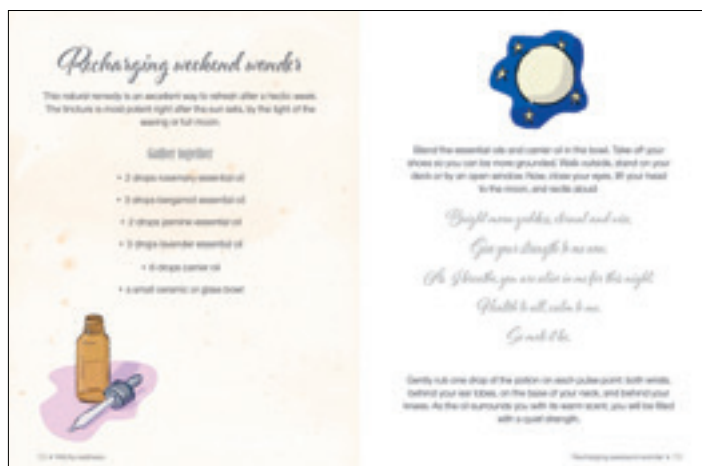 Recharging weekend wonder
This natural remedy is an excellent way to refresh after a hectic week.
The tincture is most potent right after the sun sets, by the light of the
waxing or full moon.
Gather together
• 2 drops rosemary essential oil
• 3 drops bergamot essential oil
• 2 drops jasmine essential oil
• 3 drops lavender essential oil
• 6 drops carrier oil
• a small ceramic or glass bowl
Blend the essential oils and carrier oil in the bowl. Take off your
shoes so you can be more grounded. Walk outside, stand on your
deck or by an open window. Now, close your eyes, lift your head
to the moon, and recite aloud:
Bright moon goddess, eternal and wise,
Give your strength to me now.
As I breathe, you are alive in me for this night.
Health to all, calm to me.
So mote it be.
Gently rub one drop of the potion on each pulse point: both wrists,
behind your ear lobes, on the base of your neck, and behind your
knees. As the oil surrounds you with its warm scent, you will be filled
with a quiet strength.
Recharging weekend wonder •